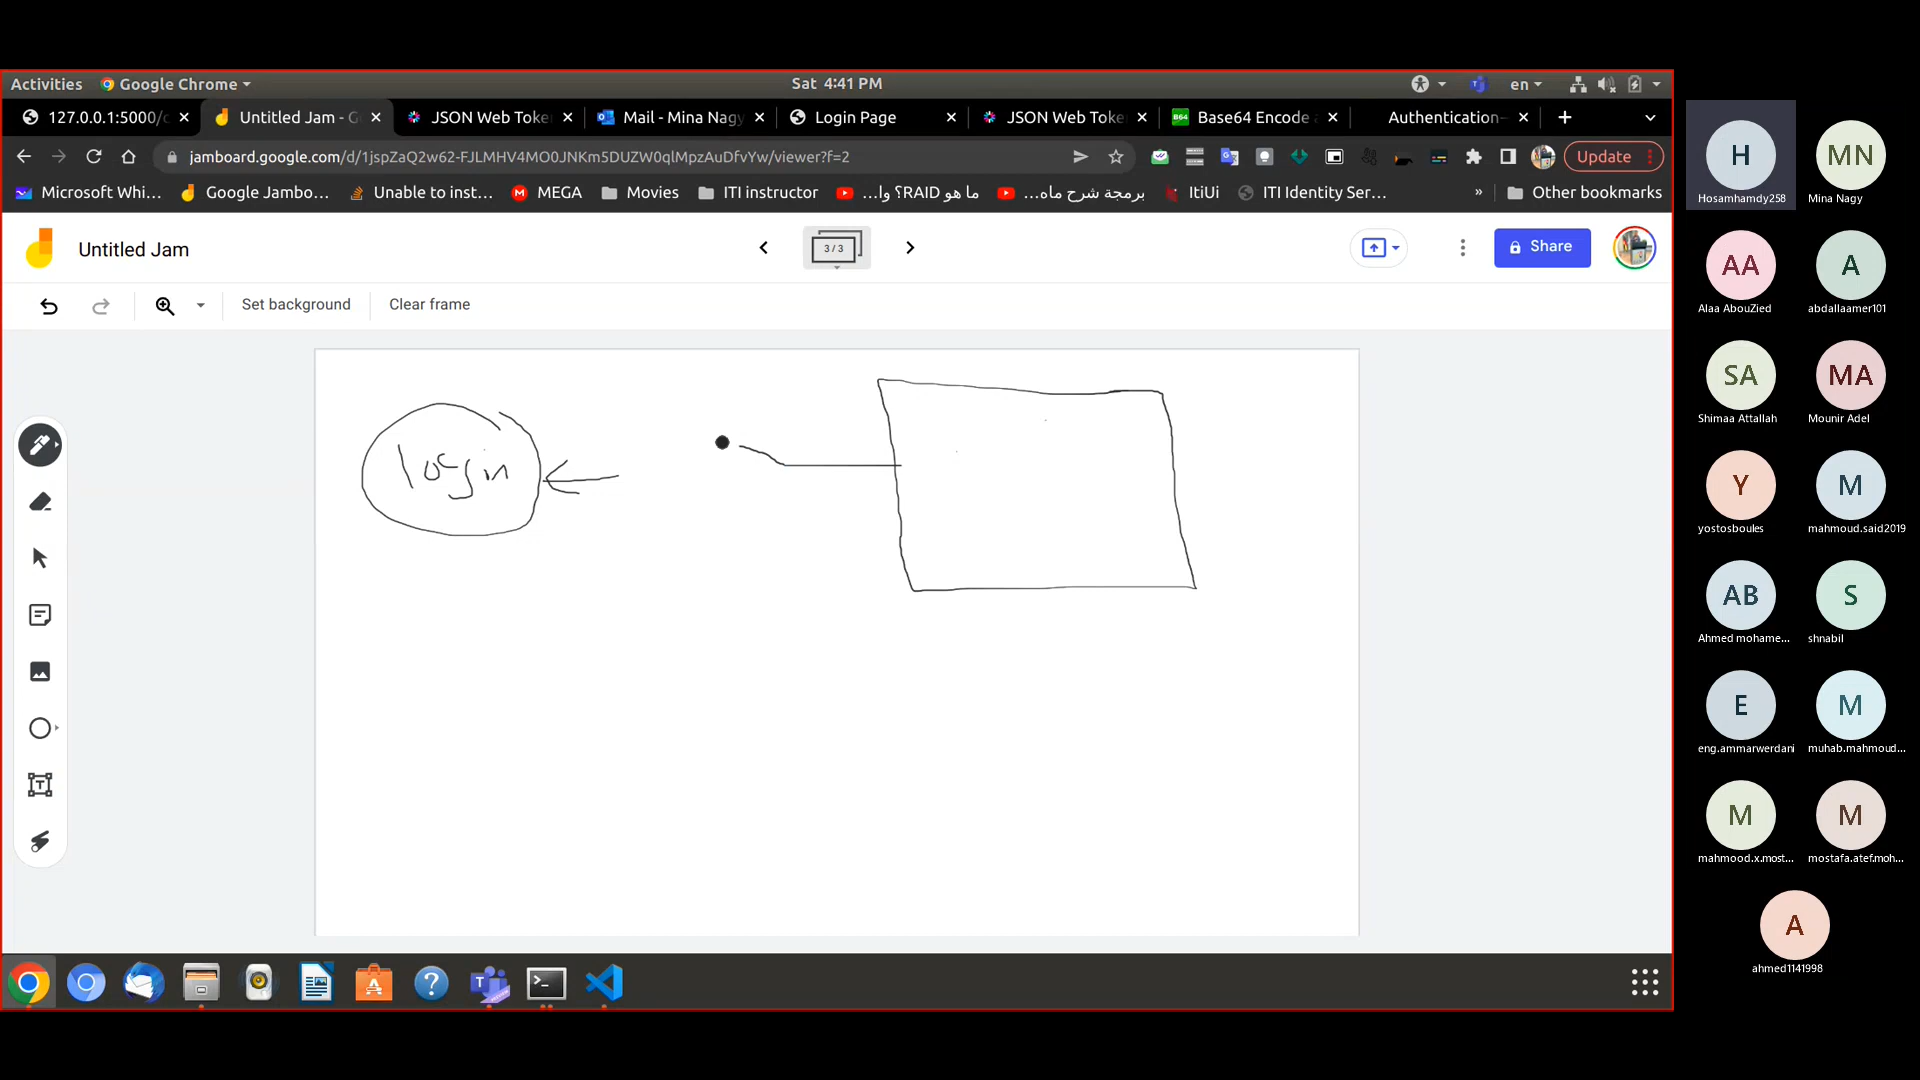 Activities Google Chrome Sat 4:41 PM en
127.0.0.1:5000/c Untitled Jam - G JSON Web Toke Mail - Mina Nagy Login Page JSON Web Toke B64 Base64 Encode a Authentication-
jamboard.google.com/d/1jspZaQ2w62-FJLMHV4MO0JNKm5DUZW0qlMpzAuDfvYw/viewer?f=2 Update
Microsoft Whi... Google Jambo... Unable to inst... MEGA Movies ITI instructor ما هو RAID؟ وا... برمجة شرح ماه... ItiUi ITI Identity Ser... » Other bookmarks
Untitled Jam 3 / 3 Share
Set background Clear frame
login
H
Hosamhamdy258
MN
Mina Nagy
AA
Alaa AbouZied
A
abdallaamer101
SA
Shimaa Attallah
MA
Mounir Adel
Y
yostosboules
M
mahmoud.said2019
AB
Ahmed mohame...
S
shnabil
E
eng.ammarwerdani
M
muhab.mahmoud...
M
mahmood.x.most...
M
mostafa.atef.moh...
A
ahmed1141998